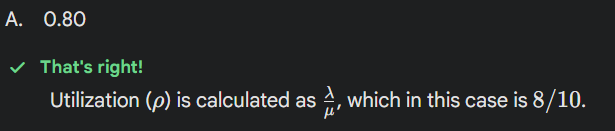 A. 0.80
✓ That's right!
Utilization (ρ) is calculated as λ/μ, which in this case is 8/10.